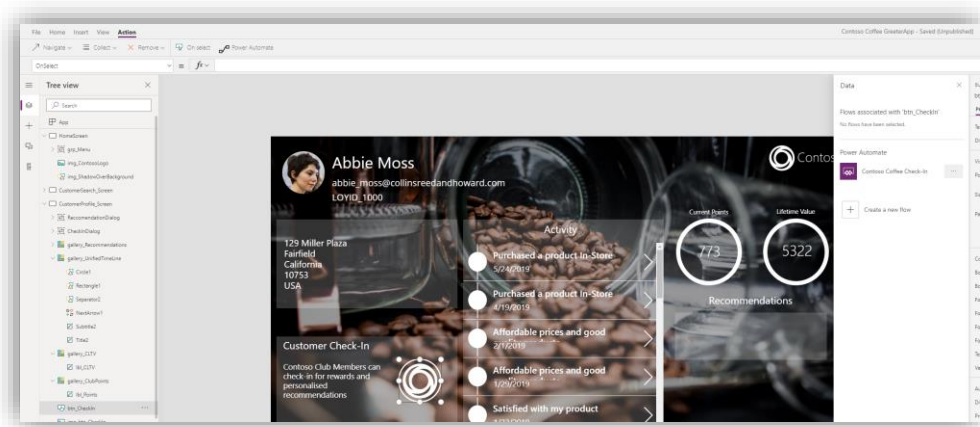 File Home Insert View Action
Contoso Coffee GreeterApp - Saved (Unpublished)
Navigate Collect Remove On select Power Automate
OnSelect = fx
Tree view
Search
App
HomeScreen
grp_Menu
img_ContosoLogo
img_ShadowOverBackground
CustomerSearch_Screen
CustomerProfile_Screen
RecommendationDialog
CheckInDialog
gallery_Recommendations
gallery_UnifiedTimeLine
Circle1
Rectangle1
Separator2
NextArrow1
Subtitle2
Title2
gallery_CLTV
lbl_CLTV
gallery_ClubPoints
lbl_Points
btn_CheckIn
Abbie Moss
abbie_moss@collinsreedandhoward.com
LOYID_1000
Contos
129 Miller Plaza
Fairfield
California
10753
USA
Customer Check-In
Contoso Club Members can
check-in for rewards and
personalised
recommendations
Activity
Purchased a product In-Store
5/24/2019
Purchased a product In-Store
4/19/2019
Affordable prices and good
2/1/2019
Affordable prices and good
1/29/2019
Satisfied with my product
Current Points
773
Lifetime Value
5322
Recommendations
Data
Flows associated with 'btn_CheckIn'
No flows have been selected.
Power Automate
Contoso Coffee Check-In
Create a new flow